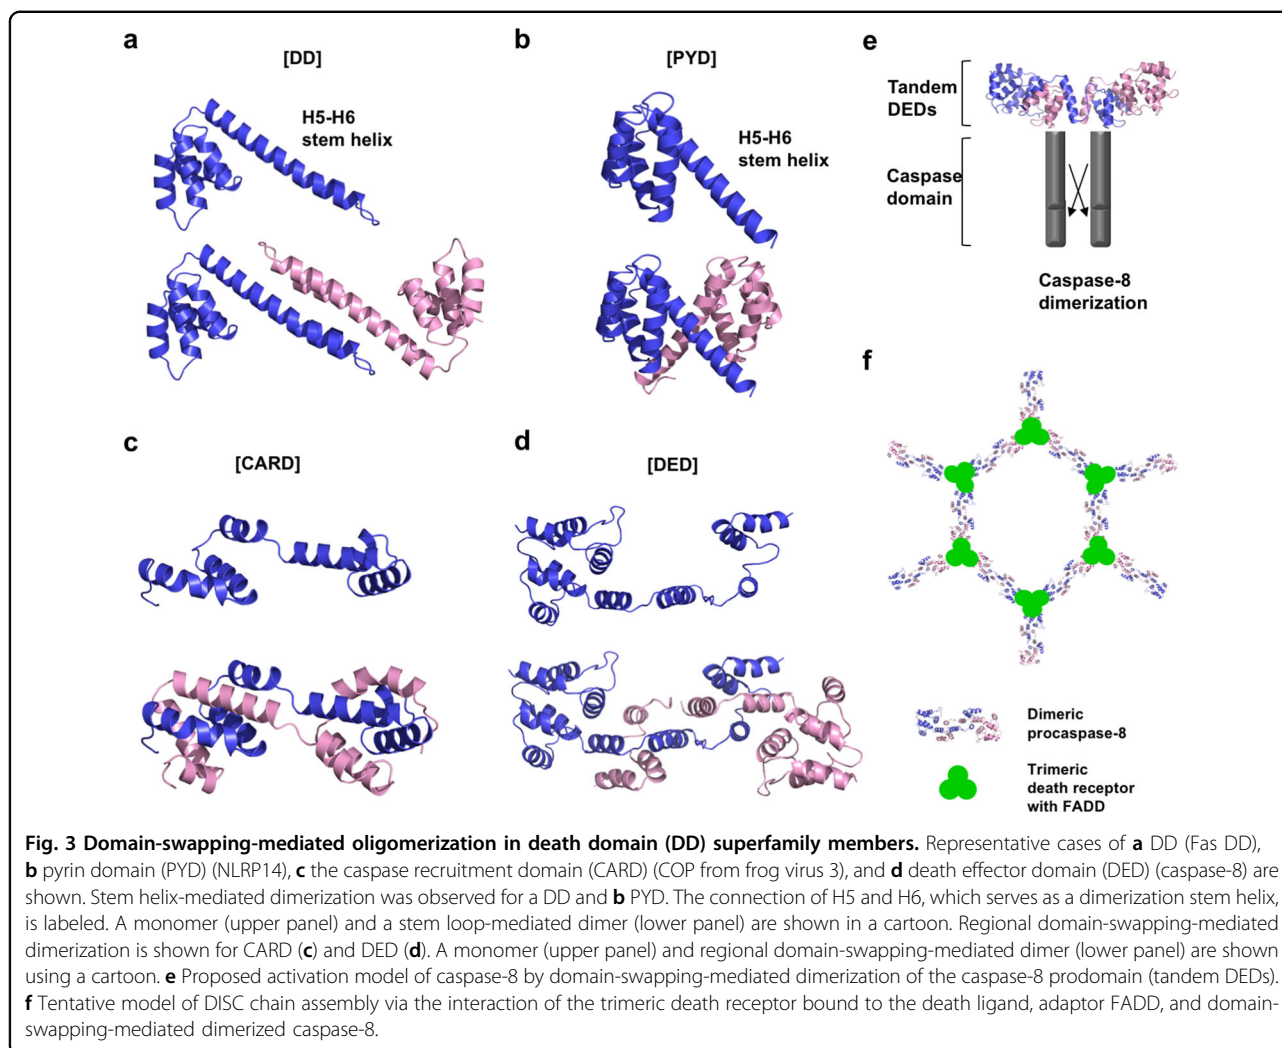 a
[DD]
H5-H6
stem helix
b
[PYD]
H5-H6
stem helix
c
[CARD]
d
[DED]
e
Tandem
DEDs
Caspase
domain
Caspase-8
dimerization
f
Dimeric
procaspase-8
Trimeric
death receptor
with FADD
Fig. 3 Domain-swapping-mediated oligomerization in death domain (DD) superfamily members. Representative cases of a DD (Fas DD),
b pyrin domain (PYD) (NLRP14), c the caspase recruitment domain (CARD) (COP from frog virus 3), and d death effector domain (DED) (caspase-8) are
shown. Stem helix-mediated dimerization was observed for a DD and b PYD. The connection of H5 and H6, which serves as a dimerization stem helix,
is labeled. A monomer (upper panel) and a stem loop-mediated dimer (lower panel) are shown in a cartoon. Regional domain-swapping-mediated
dimerization is shown for CARD (c) and DED (d). A monomer (upper panel) and regional domain-swapping-mediated dimer (lower panel) are shown
using a cartoon. e Proposed activation model of caspase-8 by domain-swapping-mediated dimerization of the caspase-8 prodomain (tandem DEDs).
f Tentative model of DISC chain assembly via the interaction of the trimeric death receptor bound to the death ligand, adaptor FADD, and domain-
swapping-mediated dimerized caspase-8.